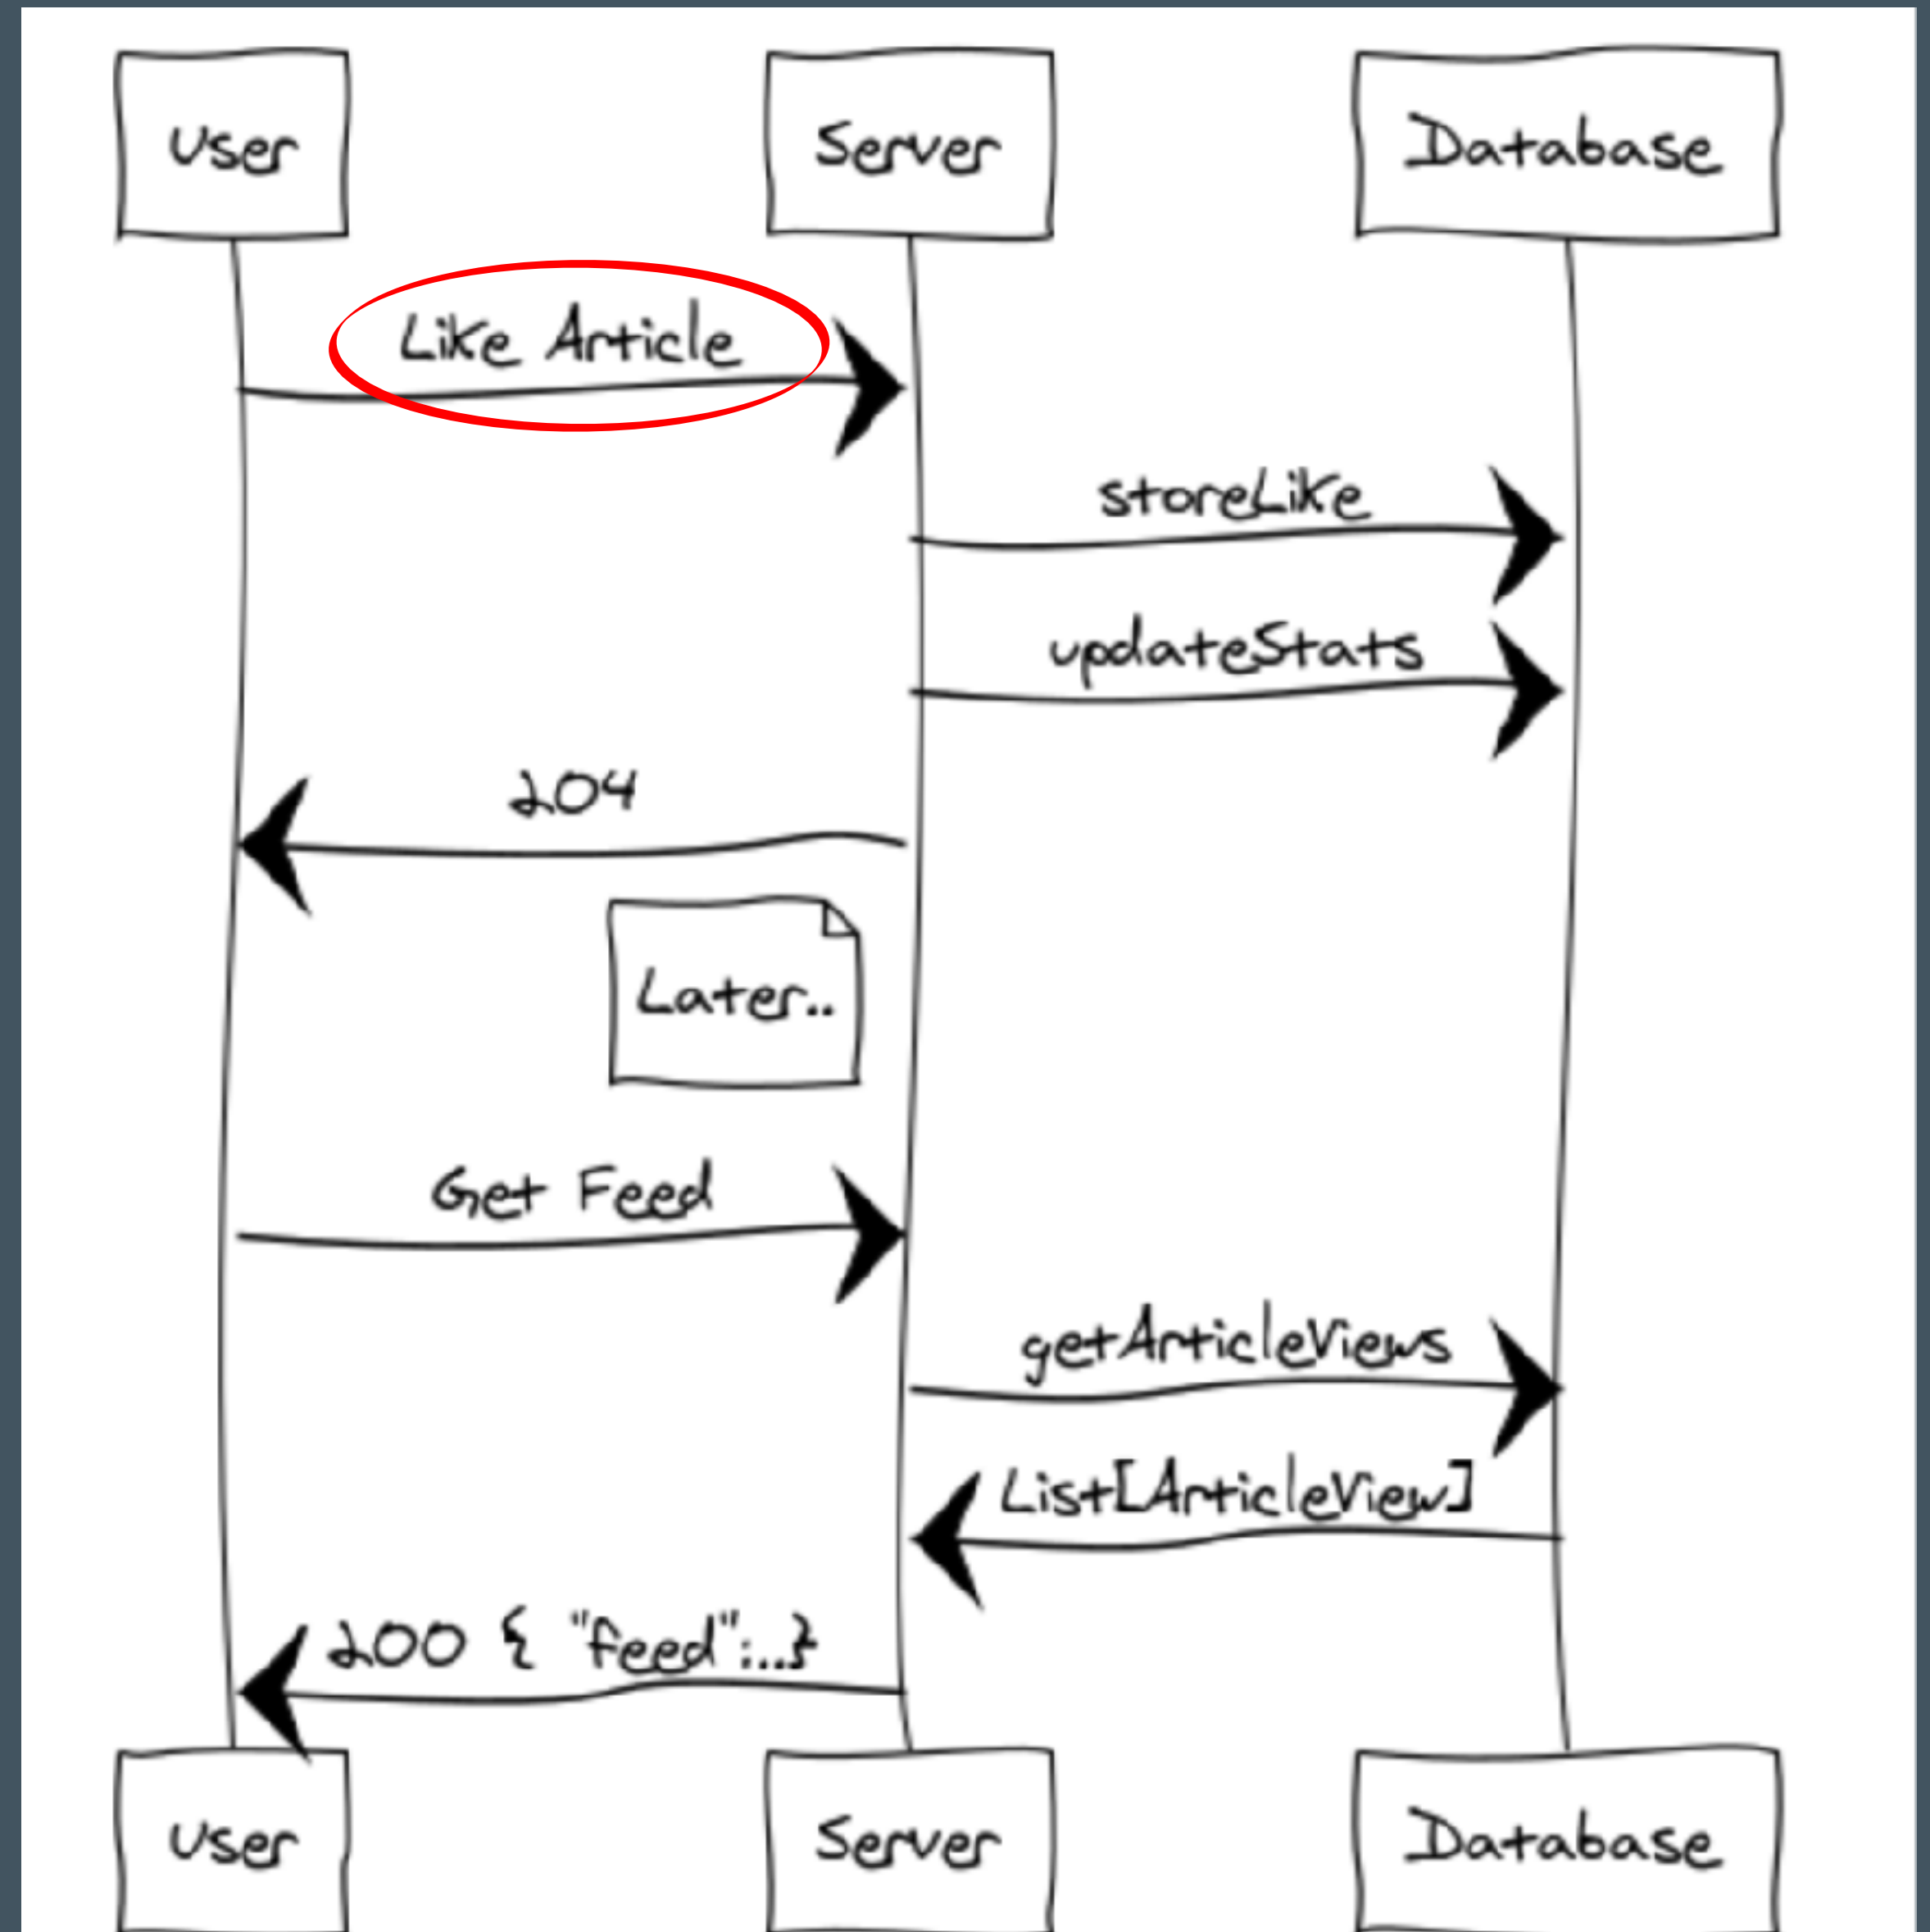 User
Server
Database
Like Article
storeLike
updateStats
204
Later..
Get Feed
getArticleViews
List[ArticleView]
200 { "feed":..}
User
Server
Database